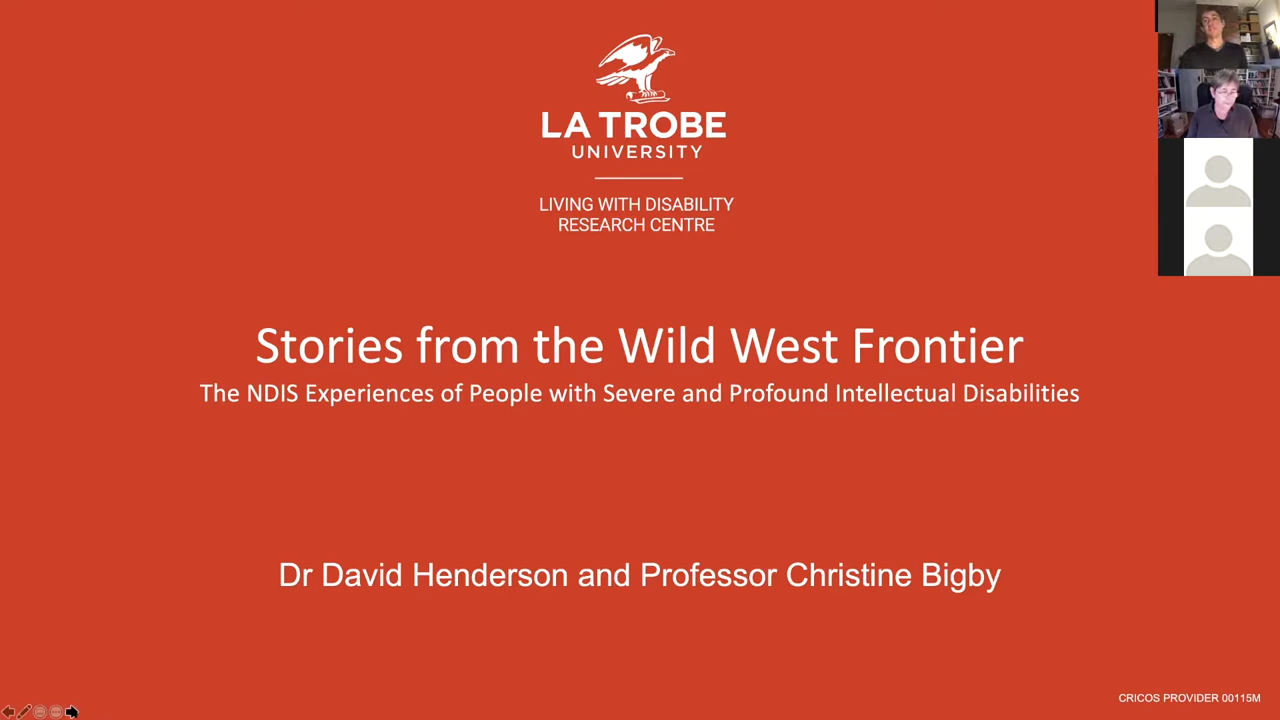 LA TROBE
UNIVERSITY
LIVING WITH DISABILITY
RESEARCH CENTRE
Stories from the Wild West Frontier
The NDIS Experiences of People with Severe and Profound Intellectual Disabilities
Dr David Henderson and Professor Christine Bigby
CRICOS PROVIDER 00115M